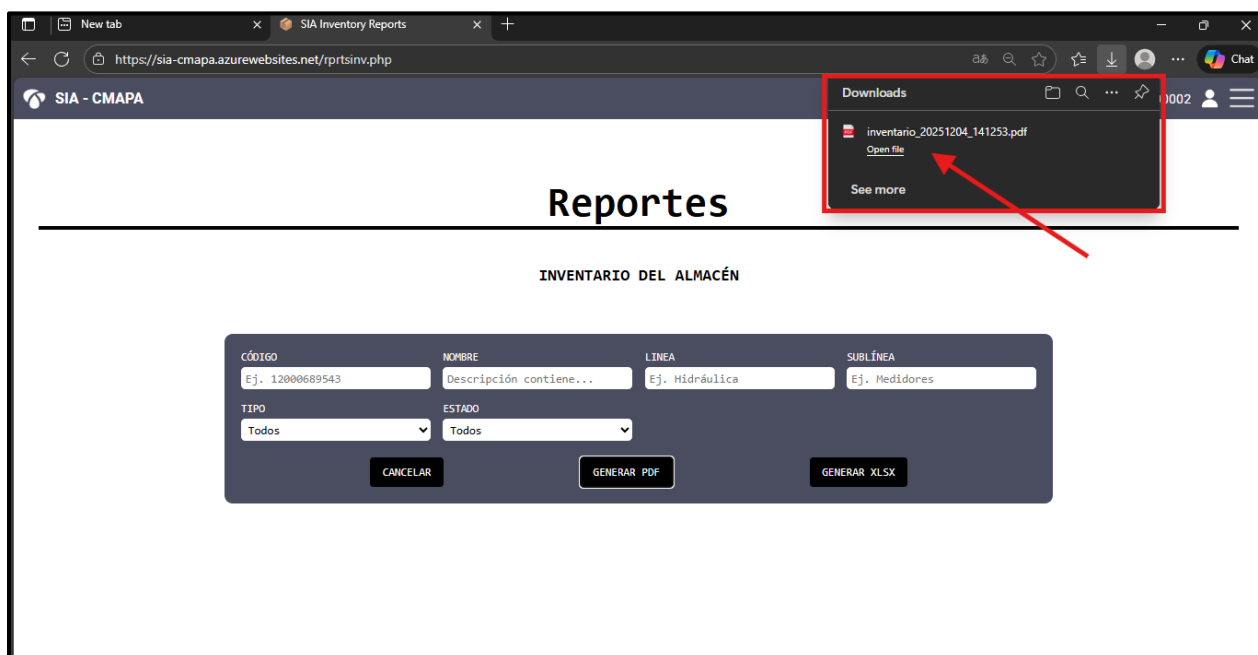 New tab
SIA Inventory Reports
https://sia-cmapa.azurewebsites.net/rprtsinv.php
Chat
SIA - CMAPA
0002
Downloads
inventario_20251204_141253.pdf
Open file
See more
Reportes
INVENTARIO DEL ALMACÉN
CÓDIGO
NOMBRE
LINEA
SUBLÍNEA
Ej. 12000689543
Descripción contiene...
Ej. Hidráulica
Ej. Medidores
TIPO
ESTADO
Todos
Todos
CANCELAR
GENERAR PDF
GENERAR XLSX